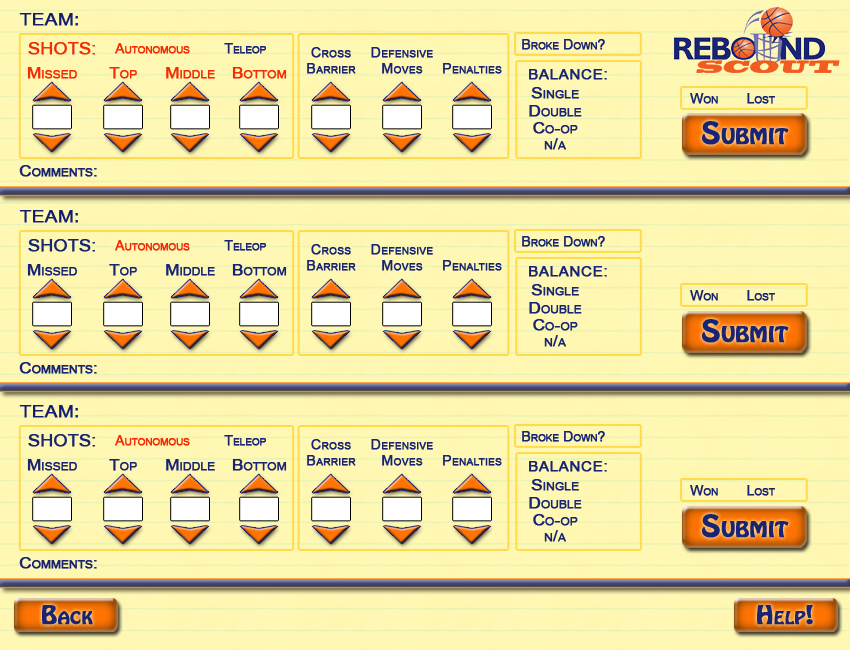 TEAM:
SHOTS: Autonomous Teleop
Missed Top Middle Bottom
Cross Barrier
Defensive Moves
Penalties
Broke Down?
BALANCE:
Single
Double
Co-op
N/A
REBOUND
SCOUT
Won Lost
Submit
Comments:
TEAM:
SHOTS: Autonomous Teleop
Missed Top Middle Bottom
Cross Barrier
Defensive Moves
Penalties
Broke Down?
BALANCE:
Single
Double
Co-op
N/A
Won Lost
Submit
Comments:
TEAM:
SHOTS: Autonomous Teleop
Missed Top Middle Bottom
Cross Barrier
Defensive Moves
Penalties
Broke Down?
BALANCE:
Single
Double
Co-op
N/A
Won Lost
Submit
Comments:
Back
Help!